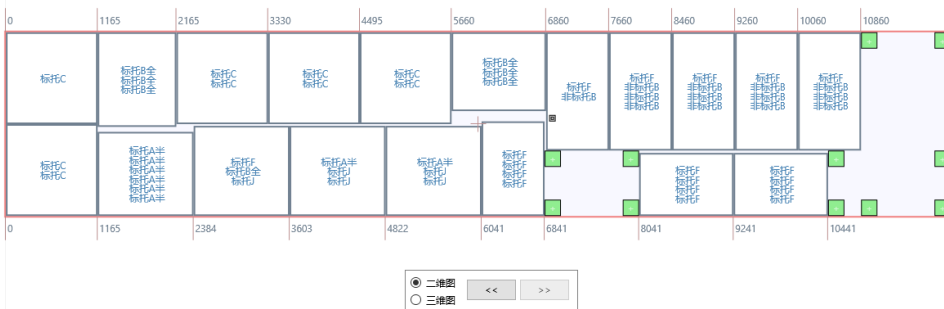 0 1165 2165 3330 4495 5660 6860 7660 8460 9260 10060 10860
标托C
标托B全
标托B全
标托B全
标托C
标托C
标托C
标托C
标托C
标托C
标托B全
标托B全
标托B全
标托F
非标托B
标托F
非标托B
非标托B
非标托B
标托F
非标托B
非标托B
非标托B
标托F
非标托B
非标托B
非标托B
标托F
非标托B
非标托B
非标托B
标托C
标托C
标托A半
标托A半
标托A半
标托A半
标托A半
标托A半
标托F
标托B全
标托J
标托A半
标托J
标托J
标托A半
标托J
标托J
标托F
标托F
标托F
标托F
标托F
标托F
标托F
标托F
标托F
标托F
标托F
标托F
0 1165 2384 3603 4822 6041 6841 8041 9241 10441
二维图
三维图
<< >>